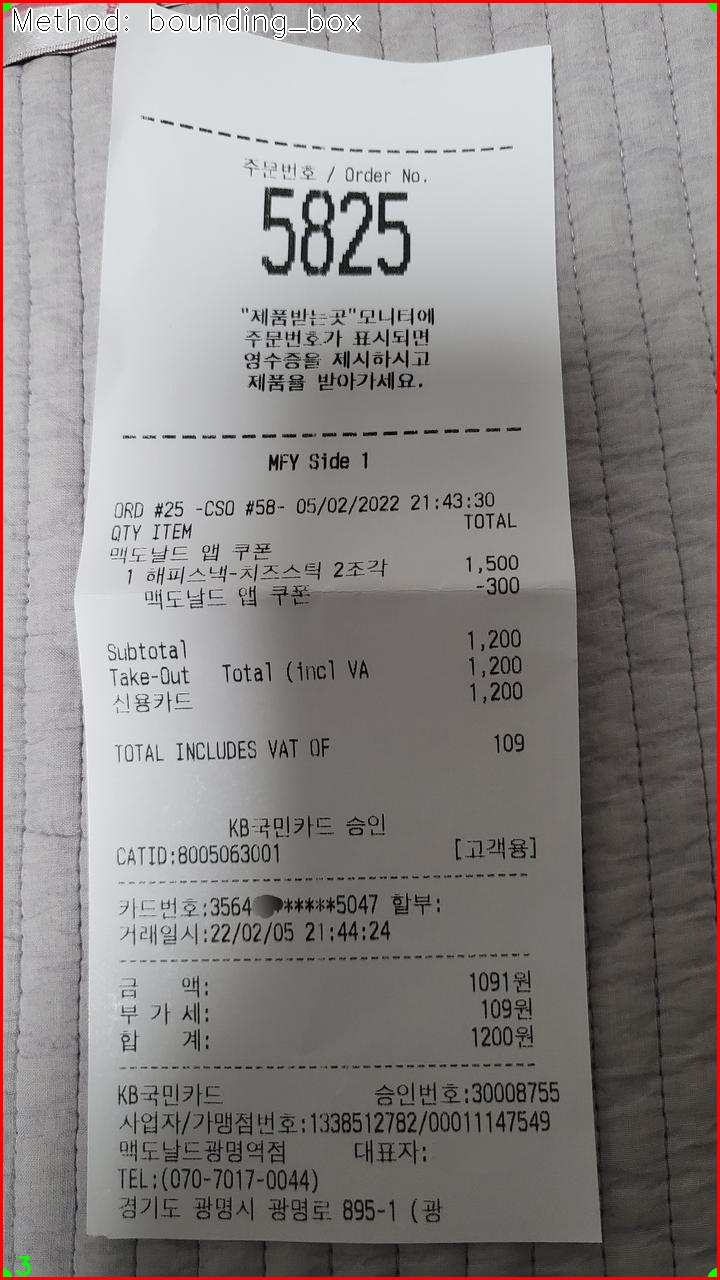 Method: bounding_box
주문번호 / Order No.
5825
"제품받는곳"모니터에
주문번호가 표시되면
영수증을 제시하시고
제품을 받아가세요.
MFY Side 1
ORD #25 -CSO #58- 05/02/2022 21:43:30
QTY ITEM TOTAL
맥도날드 앱 쿠폰
1 해피스낵-치즈스틱 2조각 1,500
맥도날드 앱 쿠폰 -300
Subtotal 1,200
Take-Out Total (incl VA 1,200
신용카드 1,200
TOTAL INCLUDES VAT OF 109
KB국민카드 승인
CATID:8005063001 [고객용]
카드번호:3564 ******5047 할부:
거래일시:22/02/05 21:44:24
금 액: 1091원
부 가 세: 109원
합 계: 1200원
KB국민카드 승인번호:30008755
사업자/가맹점번호:1338512782/00011147549
맥도날드광명역점 대표자:
TEL:(070-7017-0044)
경기도 광명시 광명로 895-1 (광
3